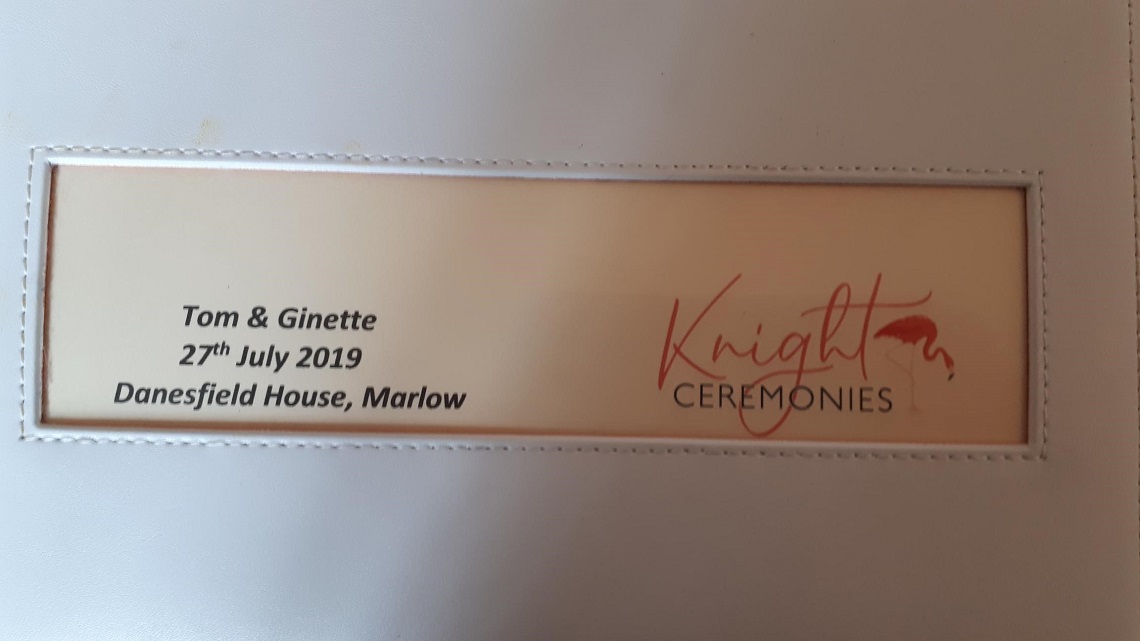 Tom & Ginette
27th July 2019
Danesfield House, Marlow
Knight
CEREMONIES